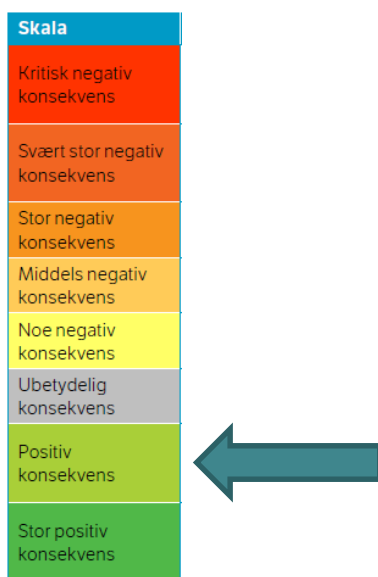 Skala
Kritisk negativ
konsekvens
Svært stor negativ
konsekvens
Stor negativ
konsekvens
Middels negativ
konsekvens
Noe negativ
konsekvens
Ubetydelig
konsekvens
Positiv
konsekvens
Stor positiv
konsekvens